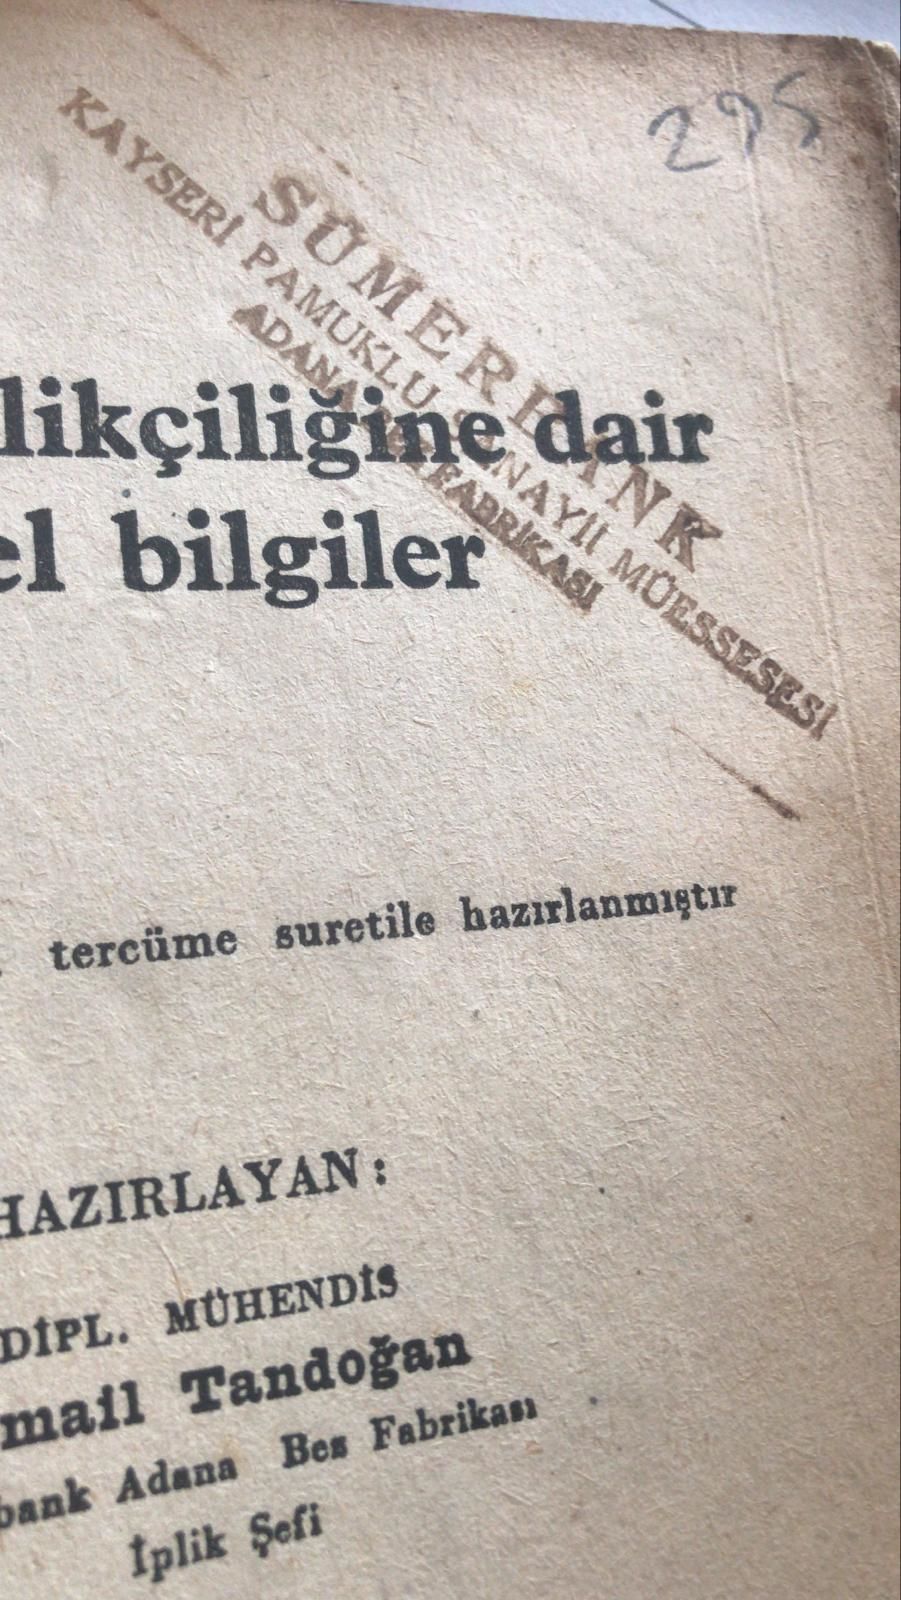 295
SÜMERBANK
KAYSERİ PAMUKLU SANAYİİ MÜESSESESİ
ADANA FABRİKASI
likçiliğine dair
el bilgiler
tercüme suretile hazırlanmıştır
HAZIRLAYAN:
DİPL. MÜHENDİS
mail Tandoğan
bank Adana Bes Fabrikası
İplik Şefi